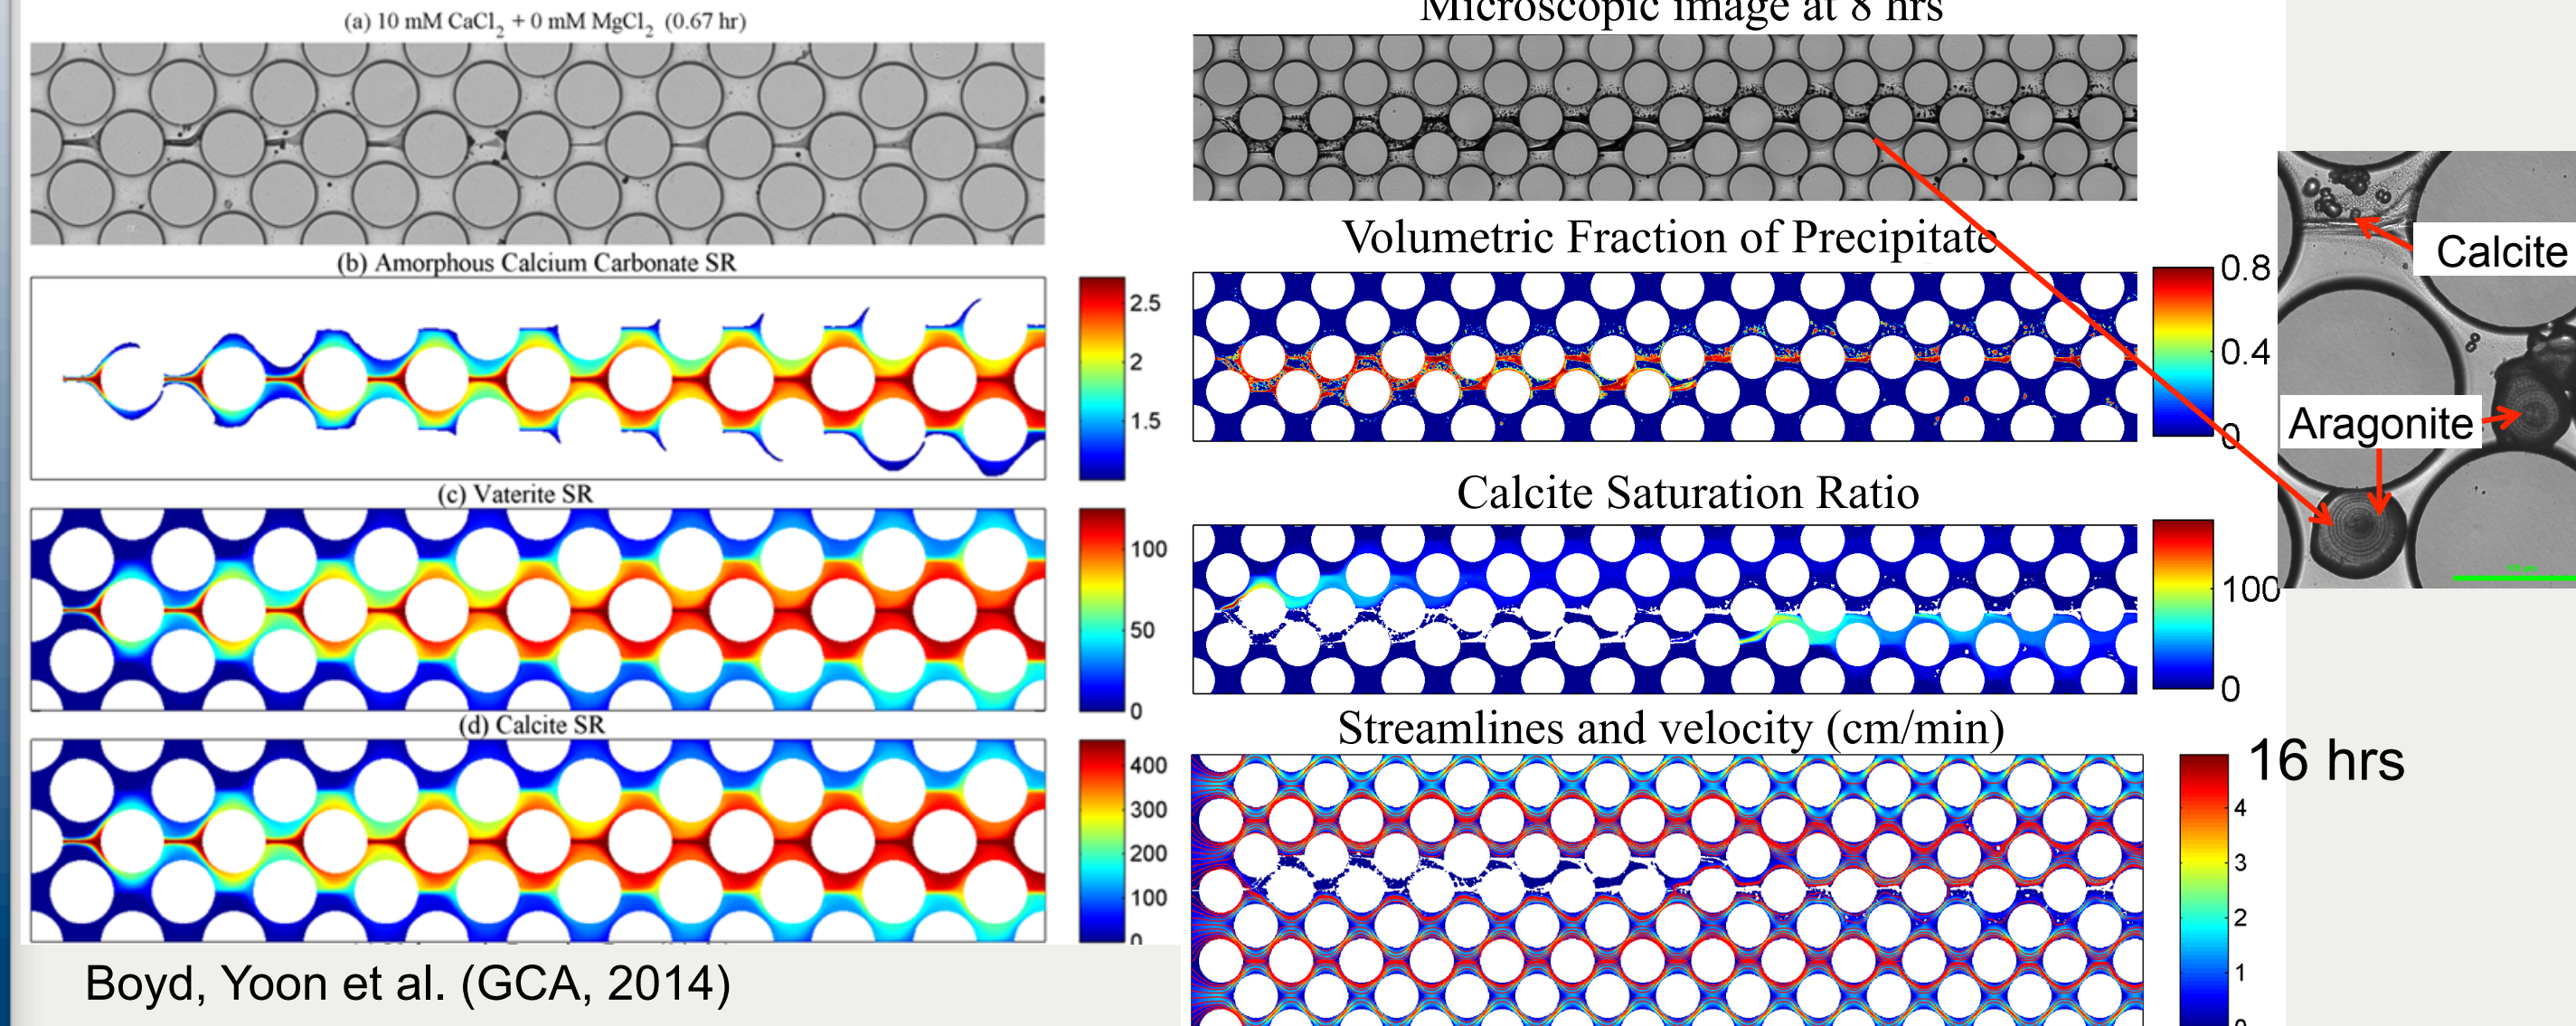 (a) 10 mM CaCl₂ + 0 mM MgCl₂ (0.67 hr)
(b) Amorphous Calcium Carbonate SR
2.5
2
1.5
(c) Vaterite SR
100
50
0
(d) Calcite SR
400
300
200
100
0
Boyd, Yoon et al. (GCA, 2014)
Microscopic image at 8 hrs
Volumetric Fraction of Precipitate
0.8
0.4
0
Calcite Saturation Ratio
100
0
Streamlines and velocity (cm/min)
4
3
2
1
0
16 hrs
Calcite
Aragonite